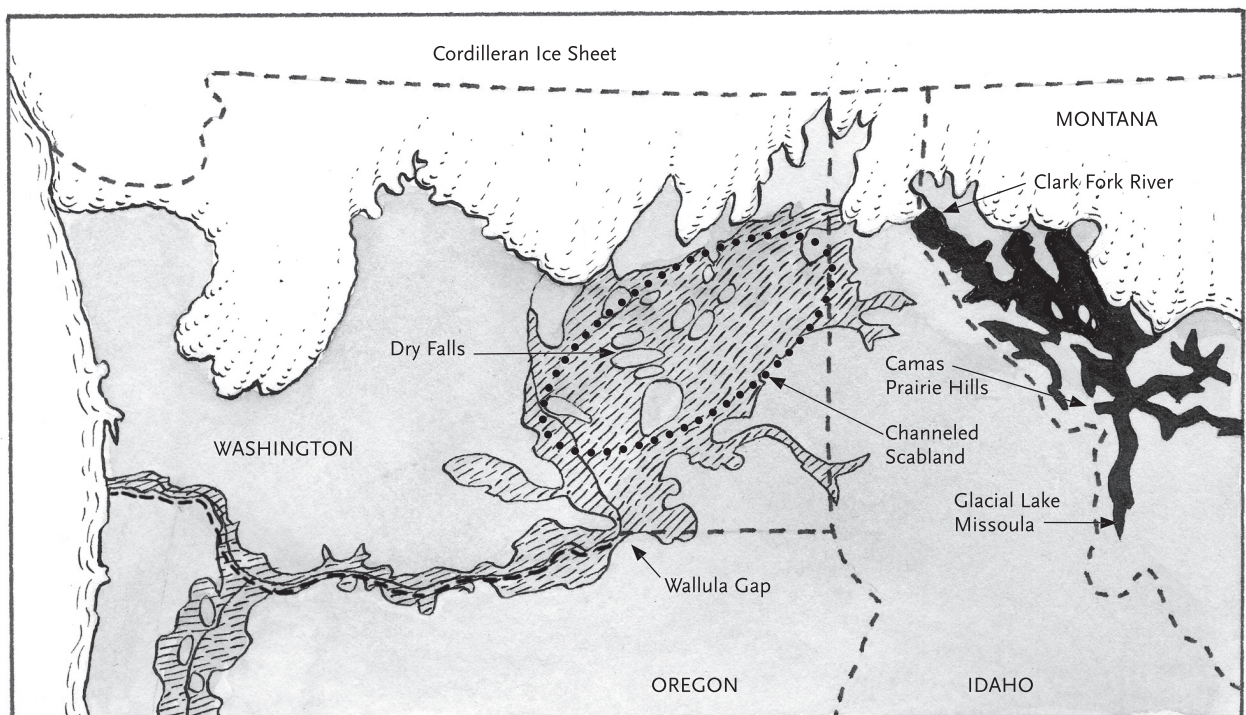 Cordilleran Ice Sheet
MONTANA
Clark Fork River
Dry Falls
Camas
Prairie Hills
WASHINGTON
Channeled
Scabland
Glacial Lake
Missoula
Wallula Gap
OREGON
IDAHO